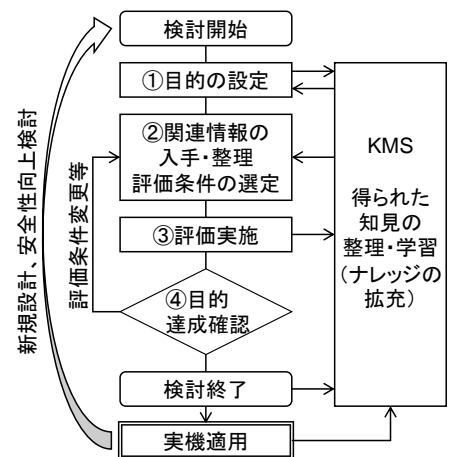 検討開始
①目的の設定
②関連情報の
入手・整理
評価条件の選定
③評価実施
④目的
達成確認
検討終了
実機適用
KMS
得られた
知見の
整理・学習
(ナレッジの
拡充)
評価条件変更等
新規設計、安全性向上検討